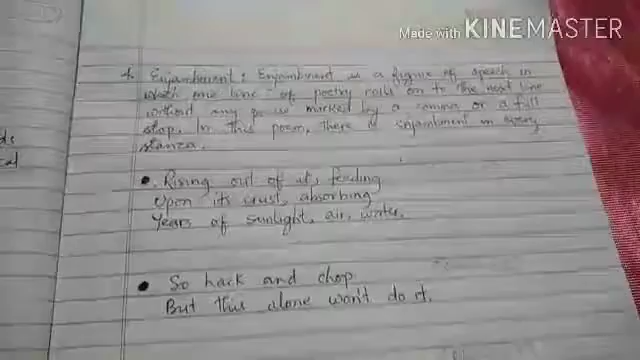 Made with KINEMASTER
Enjambment: Enjambment is a figure of speech in
which one line of poetry rolls on to the next line
without any as marked by a comma or a full
stop. In this poem, there is enjambment in every
stanza.
• Rising out of it, feeding
Upon its crust, absorbing
Years of sunlight, air, water.
• So hack and chop
But this alone won't do it.